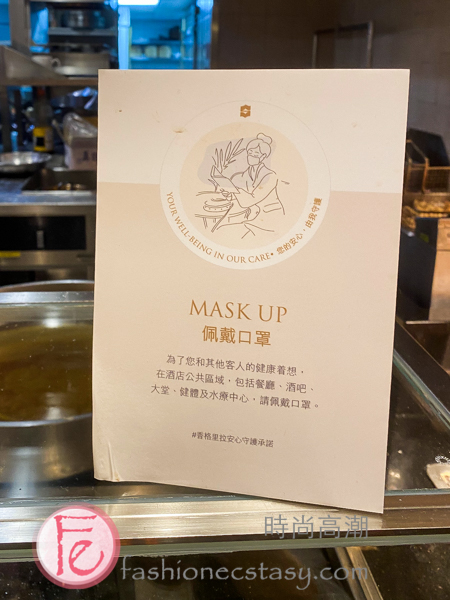 YOUR WELL-BEING IN OUR CARE • 您的安心，由我守護
MASK UP
佩戴口罩
為了您和其他客人的健康着想，
在酒店公共區域，包括餐廳、酒吧、
大堂、健體及水療中心，請佩戴口罩。
#香格里拉安心守護承諾
時尚高潮
Fe
fashionecstasy.com